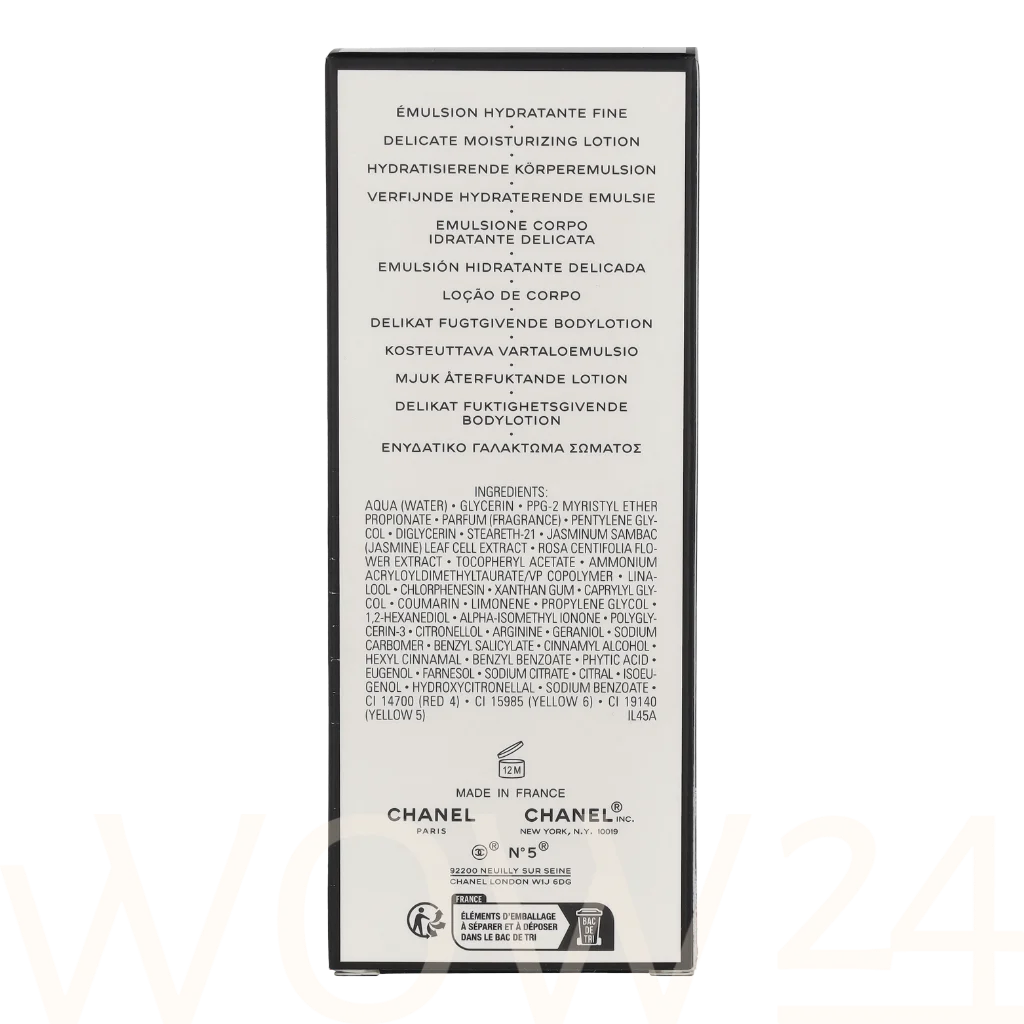 ÉMULSION HYDRATANTE FINE
•
DELICATE MOISTURIZING LOTION
•
HYDRATISIERENDE KÖRPEREMULSION
•
VERFIJNDE HYDRATERENDE EMULSIE
•
EMULSIONE CORPO
IDRATANTE DELICATA
•
EMULSIÓN HIDRATANTE DELICADA
•
LOÇÃO DE CORPO
•
DELIKAT FUGTGIVENDE BODYLOTION
•
KOSTEUTTAVA VARTALOEMULSIO
•
MJUK ÅTERFUKTANDE LOTION
•
DELIKAT FUKTIGHETSGIVENDE
BODYLOTION
•
ΕΝΥΔΑΤΙΚΟ ΓΑΛΑΚΤΩΜΑ ΣΩΜΑΤΟΣ
INGREDIENTS:
AQUA (WATER) • GLYCERIN • PPG-2 MYRISTYL ETHER
PROPIONATE • PARFUM (FRAGRANCE) • PENTYLENE GLY-
COL • DIGLYCERIN • STEARETH-21 • JASMINUM SAMBAC
(JASMINE) LEAF CELL EXTRACT • ROSA CENTIFOLIA FLO-
WER EXTRACT • TOCOPHERYL ACETATE • AMMONIUM
ACRYLOYLDIMETHYLTAURATE/VP COPOLYMER • LINA-
LOOL • CHLORPHENESIN • XANTHAN GUM • CAPRYLYL GLY-
COL • COUMARIN • LIMONENE • PROPYLENE GLYCOL •
1,2-HEXANEDIOL • ALPHA-ISOMETHYL IONONE • POLYGLY-
CERIN-3 • CITRONELLOL • ARGININE • GERANIOL • SODIUM
CARBOMER • BENZYL SALICYLATE • CINNAMYL ALCOHOL •
HEXYL CINNAMAL • BENZYL BENZOATE • PHYTIC ACID •
EUGENOL • FARNESOL • SODIUM CITRATE • CITRAL • ISOEU-
GENOL • HYDROXYCITRONELLAL • SODIUM BENZOATE •
CI 14700 (RED 4) • CI 15985 (YELLOW 6) • CI 19140
(YELLOW 5) IL45A
12M
MADE IN FRANCE
CHANEL CHANEL® INC.
PARIS NEW YORK, N.Y. 10019
® N°5®
92200 NEUILLY SUR SEINE
CHANEL LONDON W1J 6DG
FRANCE
ÉLÉMENTS D'EMBALLAGE
À SÉPARER ET À DÉPOSER
DANS LE BAC DE TRI
BAC
DE
TRI
WOW24